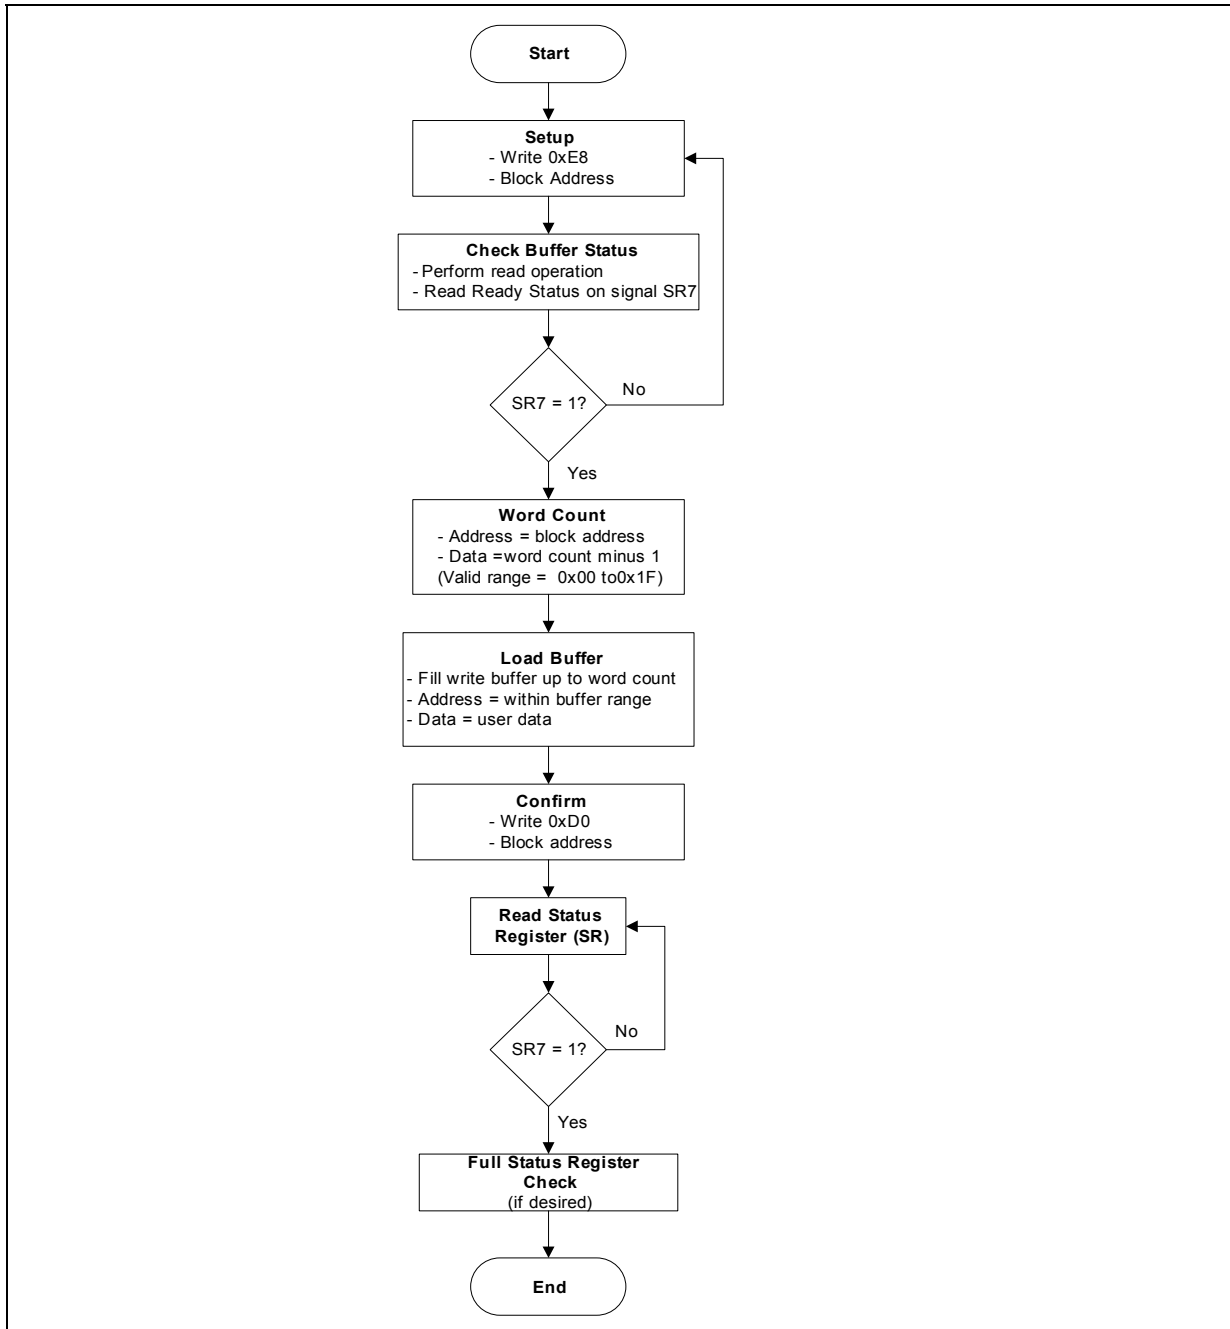 Start
Setup
- Write 0xE8
- Block Address
Check Buffer Status
- Perform read operation
- Read Ready Status on signal SR7
SR7 = 1?
No
Yes
Word Count
- Address = block address
- Data =word count minus 1
(Valid range = 0x00 to0x1F)
Load Buffer
- Fill write buffer up to word count
- Address = within buffer range
- Data = user data
Confirm
- Write 0xD0
- Block address
Read Status
Register (SR)
SR7 = 1?
No
Yes
Full Status Register
Check
(if desired)
End